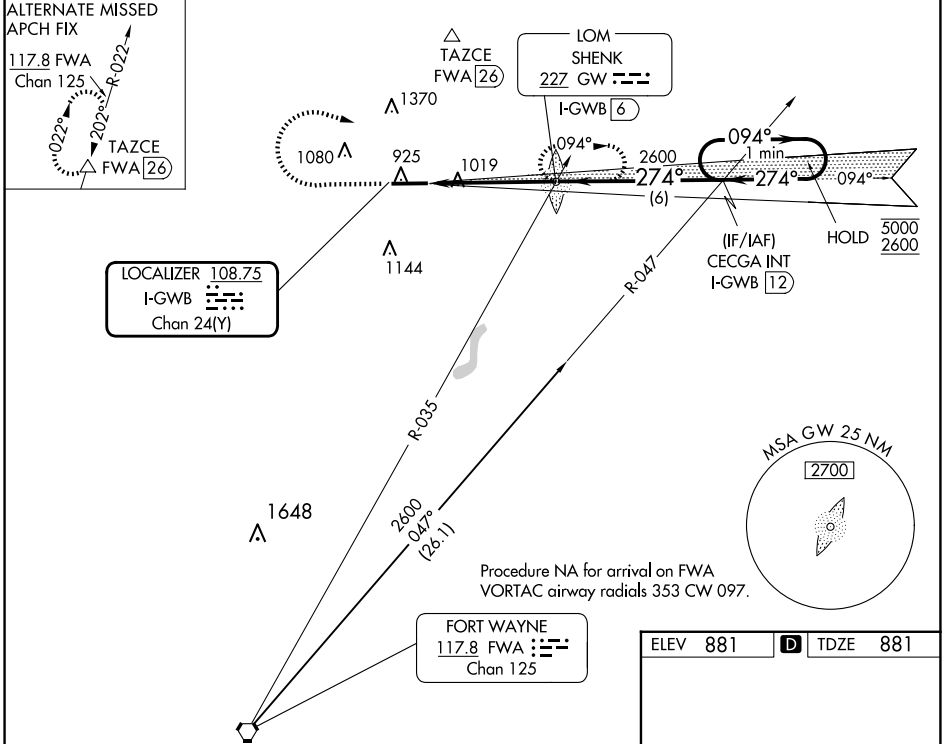 ALTERNATE MISSED
APCH FIX
117.8 FWA
Chan 125
R-022
022°
202°
TAZCE
FWA 26
TAZCE
FWA 26
LOM
SHENK
227 GW
I-GWB 6
1370
1080
925
1019
1144
094°
2600
274°
(6)
094°
1 min
274°
094°
HOLD
5000
2600
(IF/IAF)
CECGA INT
I-GWB 12
LOCALIZER 108.75
I-GWB
Chan 24(Y)
R-047
R-035
1648
2600
047°
(26.1)
MSA GW 25 NM
2700
Procedure NA for arrival on FWA
VORTAC airway radials 353 CW 097.
FORT WAYNE
117.8 FWA
Chan 125
ELEV 881 D TDZE 881